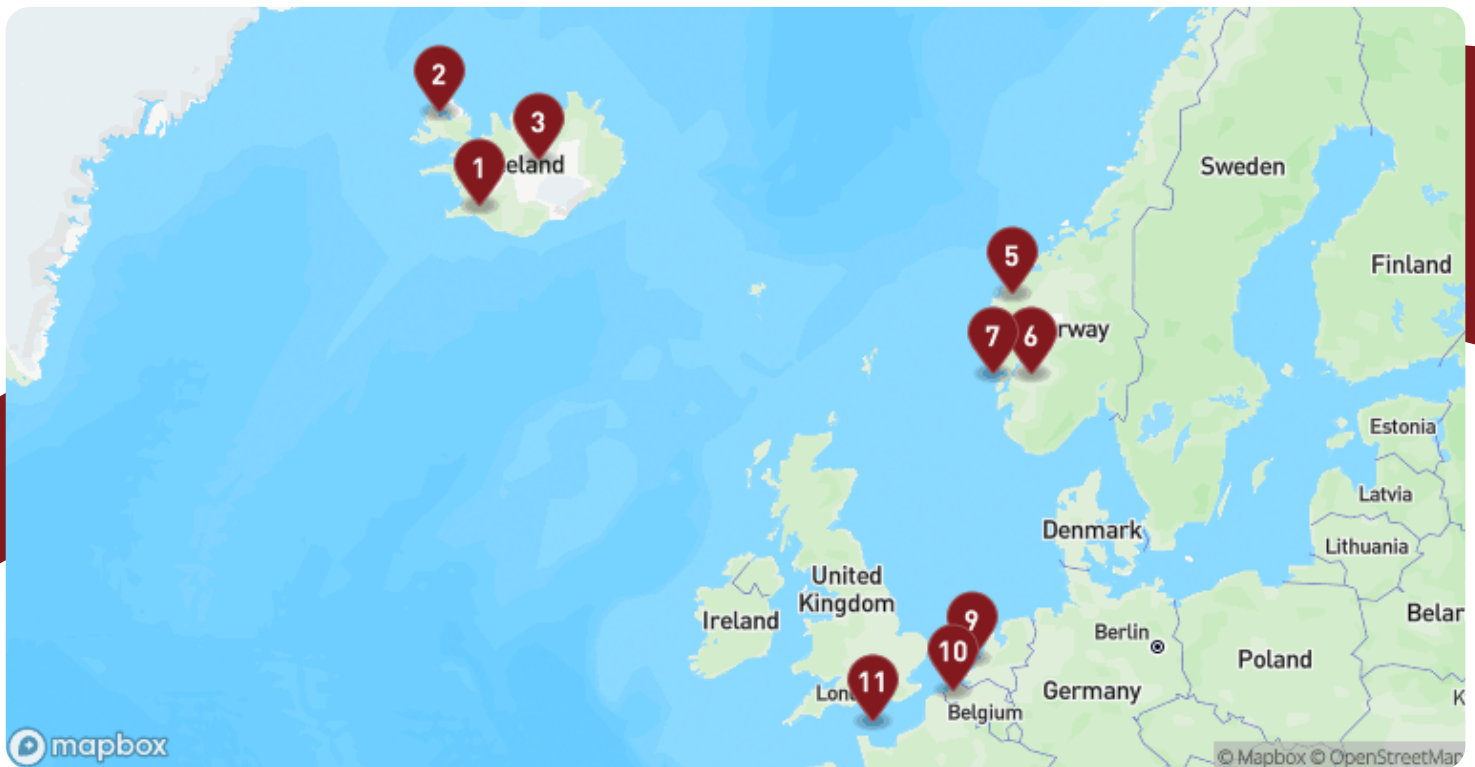 2
3
1
eland
Sweden
5
Finland
7
6
rway
Estonia
Latvia
Denmark
Lithuania
United
Kingdom
Ireland
9
Berlin
Belar
10
Poland
11
Lon
Germany
K
Belgium
mapbox
© Mapbox © OpenStreetMap